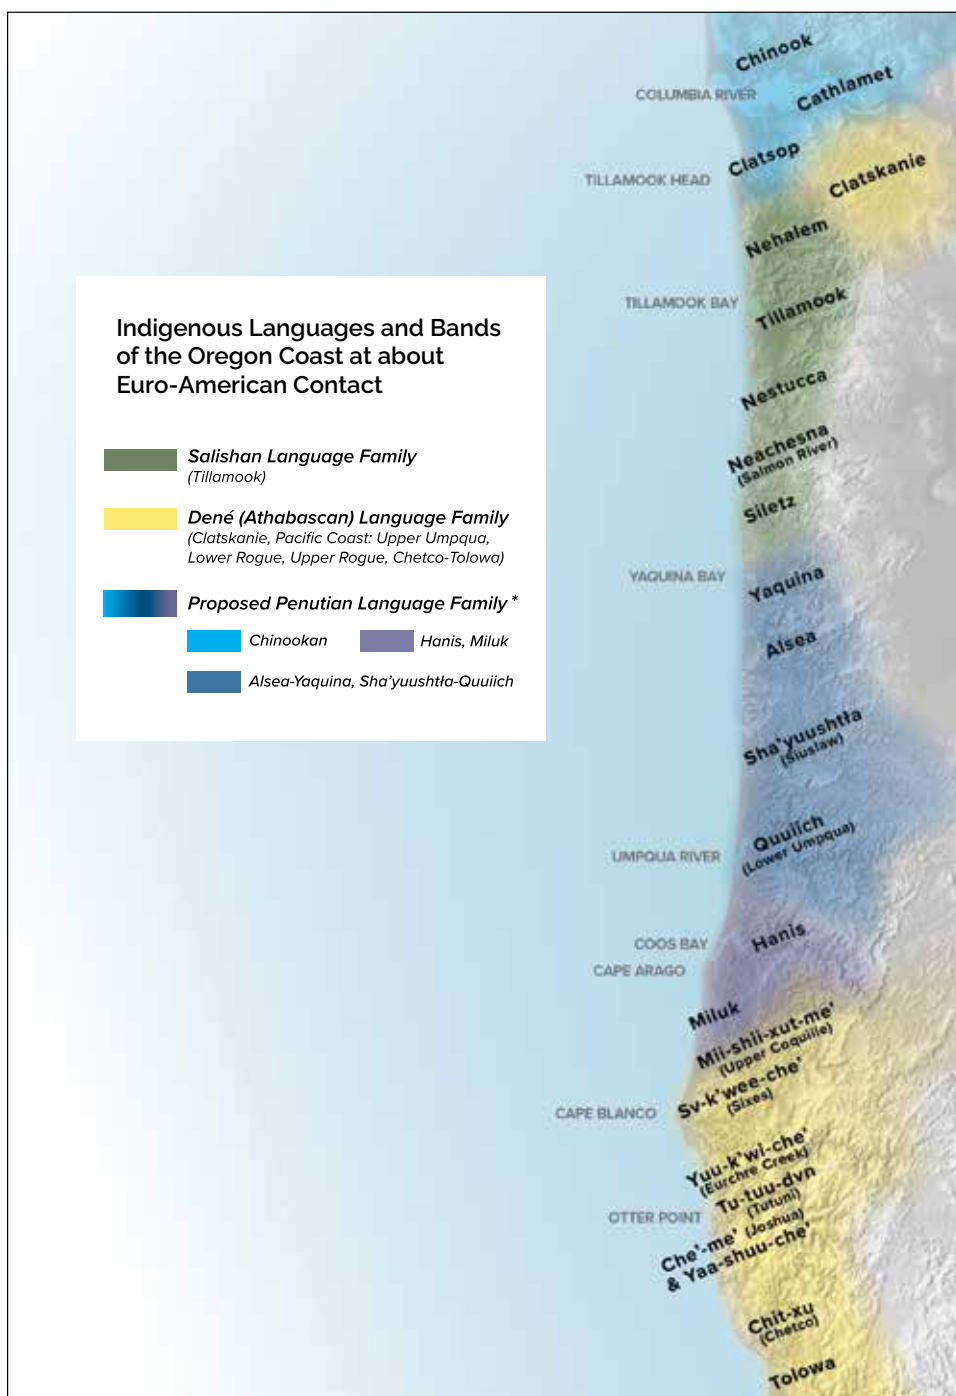 Chinook
COLUMBIA RIVER
Cathlamet
Clatsop
Clatskanie
TILLAMOOK HEAD
Nehalem
TILLAMOOK BAY
Tillamook
Nestucca
Neachesna
(Salmon River)
Siletz
YAQUINA BAY
Yaquina
Alsea
Sha’yuushtła
(Siuslaw)
Quuiich
(Lower Umpqua)
UMPQUA RIVER
Hanis
COOS BAY
CAPE ARAGO
Miluk
Mii-shii-xut-me’
(Upper Coquille)
Sv-k’wee-che’
(Sixes)
CAPE BLANCO
Yuu-k’wi-che’
(Eurchre Creek)
Tu-tuu-dvn
(Tutuni)
OTTER POINT
Che’-me’ (Joshua)
& Yaa-shuu-che’
Chit-xu
(Chetco)
Tolowa
Indigenous Languages and Bands
of the Oregon Coast at about
Euro-American Contact
Salishan Language Family
(Tillamook)
Dené (Athabascan) Language Family
(Clatskanie, Pacific Coast: Upper Umpqua,
Lower Rogue, Upper Rogue, Chetco-Tolowa)
Proposed Penutian Language Family *
Chinookan
Hanis, Miluk
Alsea-Yaquina, Sha’yuushtła-Quuiich